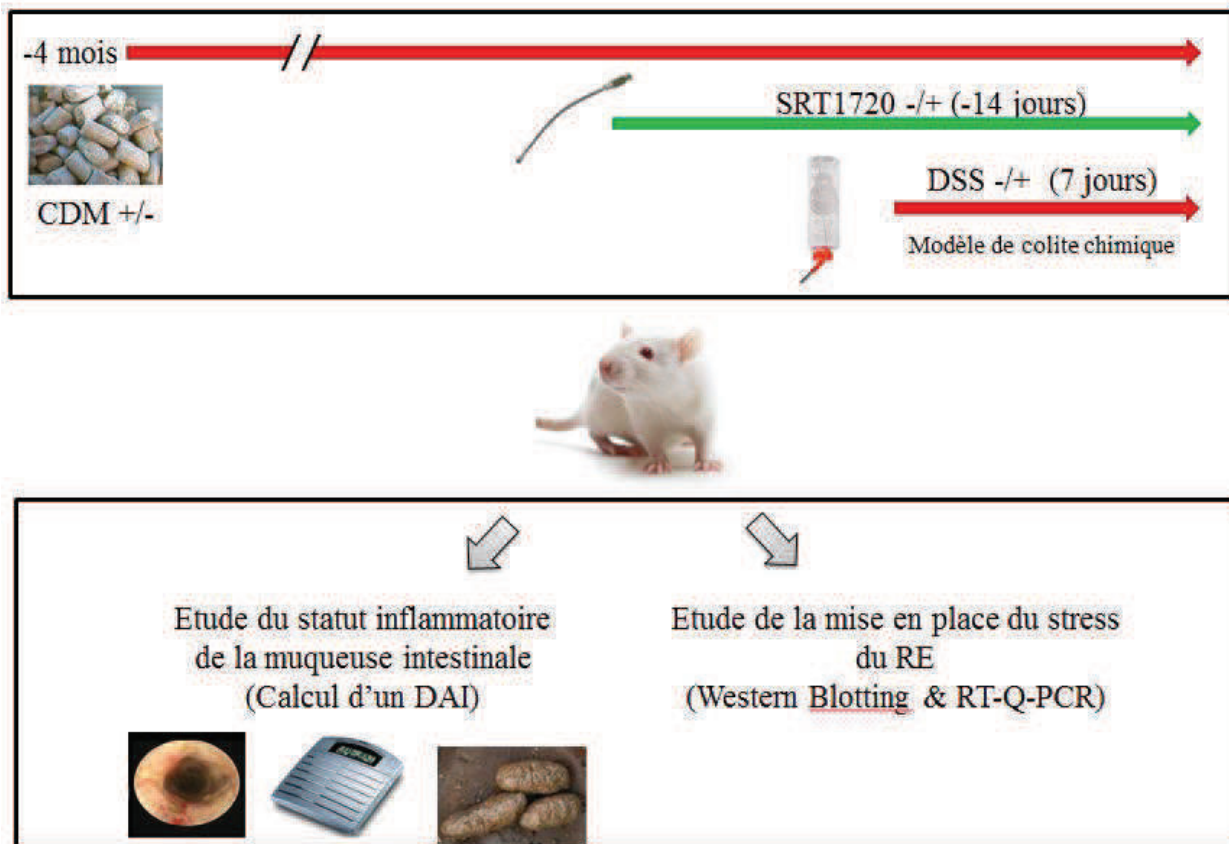 -4 mois
CDM +/-
SRT1720 -/+ (-14 jours)
DSS -/+ (7 jours)
Modèle de colite chimique
Etude du statut inflammatoire
de la muqueuse intestinale
(Calcul d'un DAI)
Etude de la mise en place du stress
du RE
(Western Blotting & RT-Q-PCR)